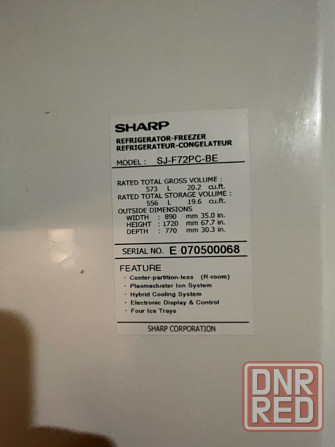 SHARP
REFRIGERATOR-FREEZER
REFRIGERATEUR-CONGELATEUR
MODEL : SJ-F72PC-BE
RATED TOTAL GROSS VOLUME :
573 L 20.2 cu.ft.
RATED TOTAL STORAGE VOLUME :
556 L 19.6 cu.ft.
OUTSIDE DIMENSIONS
WIDTH : 890 mm 35.0 in.
HEIGHT : 1720 mm 67.7 in.
DEPTH : 770 mm 30.3 in.
SERIAL NO. E 070500068
FEATURE
· Center-partition-less (R-room)
· Plasmacluster Ion System
· Hybrid Cooling System
· Electronic Display & Control
· Four Ice Trays
SHARP CORPORATION
DNR
RED